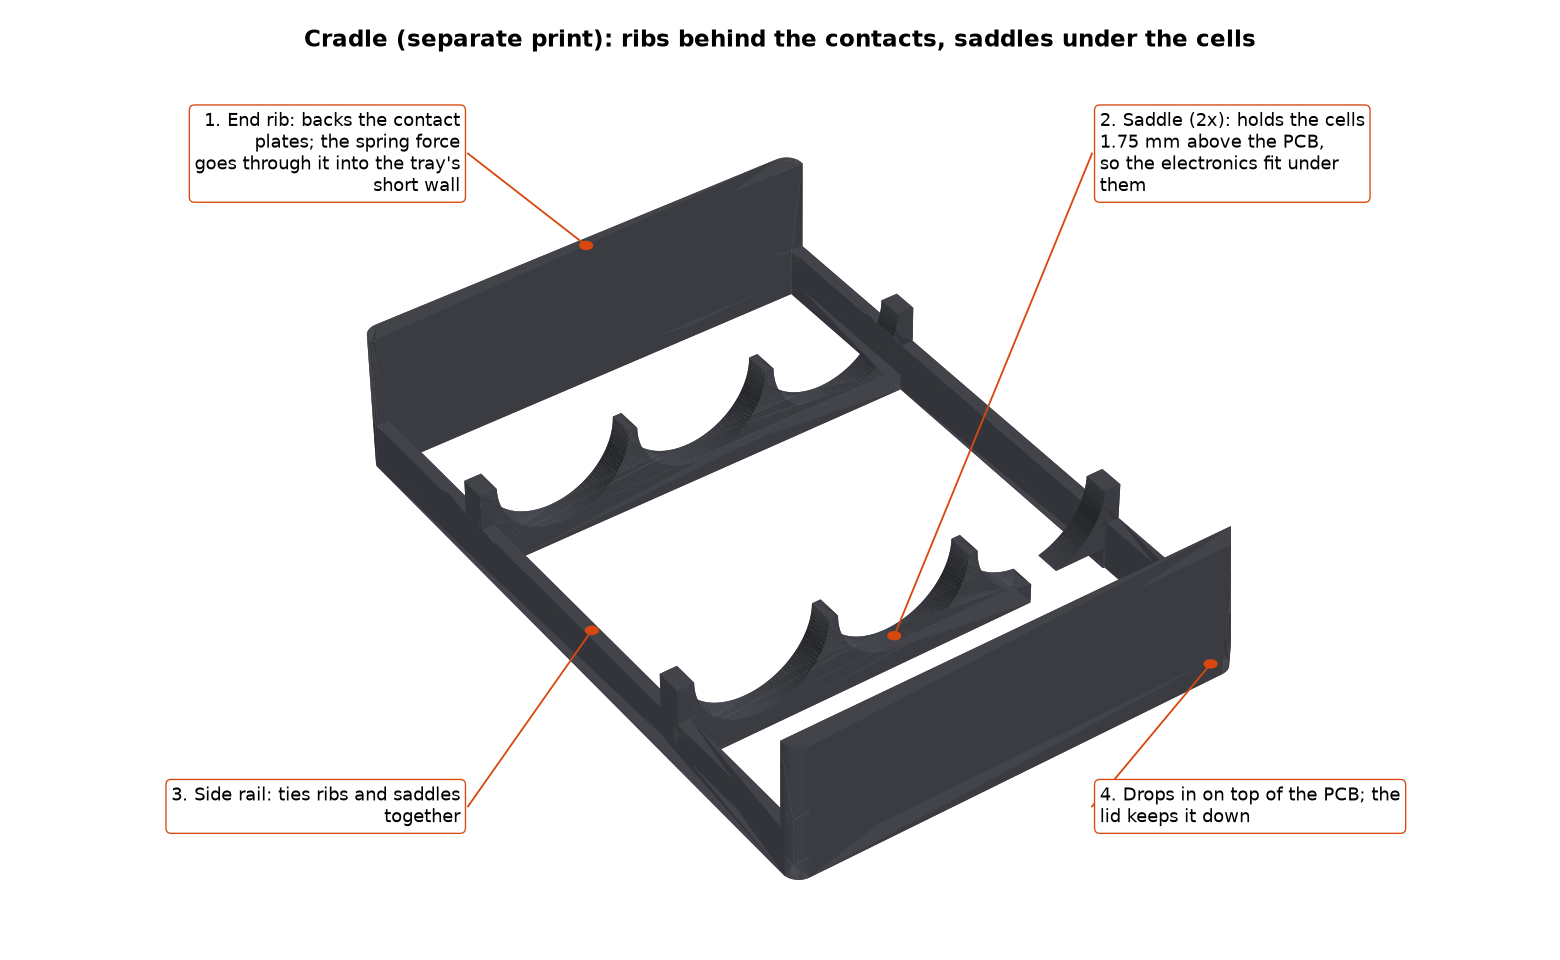 Cradle (separate print): ribs behind the contacts, saddles under the cells
1. End rib: backs the contact
plates; the spring force
goes through it into the tray's
short wall
2. Saddle (2x): holds the cells
1.75 mm above the PCB,
so the electronics fit under
them
3. Side rail: ties ribs and saddles
together
4. Drops in on top of the PCB; the
lid keeps it down